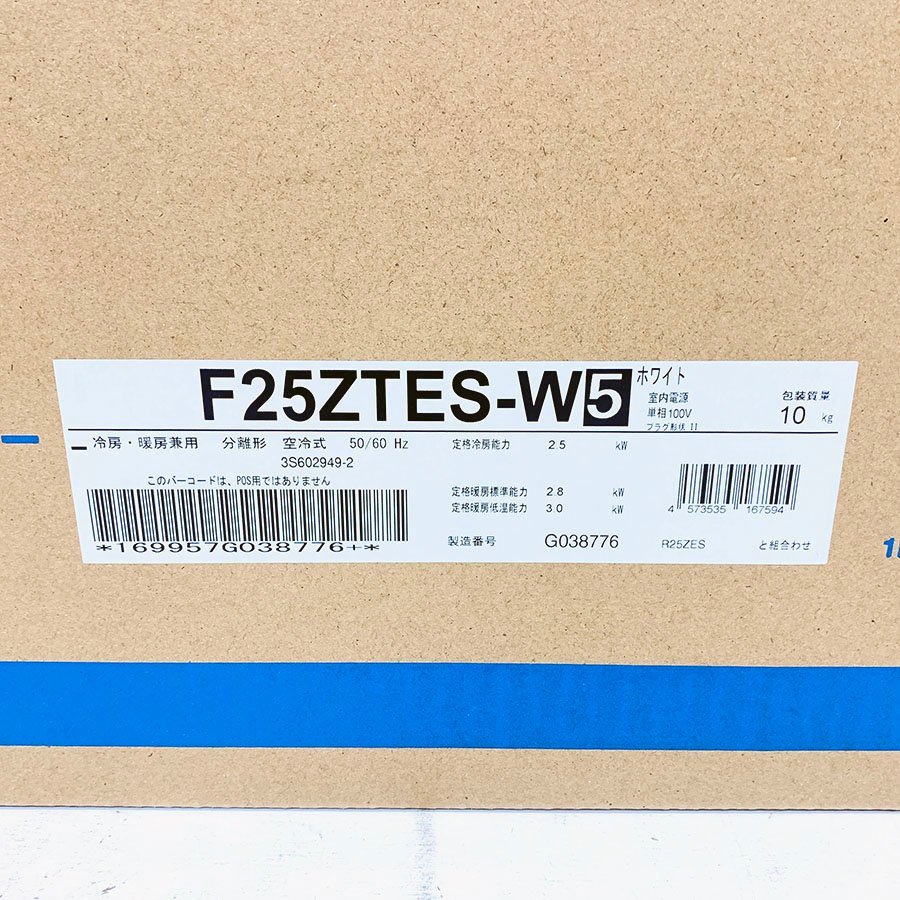 F25ZTES-W5 ホワイト
室内電源
単相100V
プラグ形状 II
包装質量
10 kg
冷房・暖房兼用 分離形 空冷式 50/60 Hz
3S602949-2
このバーコードは、POS用ではありません
*169957G038776+*
定格冷房能力 2.5 kW
定格暖房標準能力 2.8 kW
定格暖房低温能力 3.0 kW
製造番号 G038776
4 573535 167594
R25ZES と組合わせ